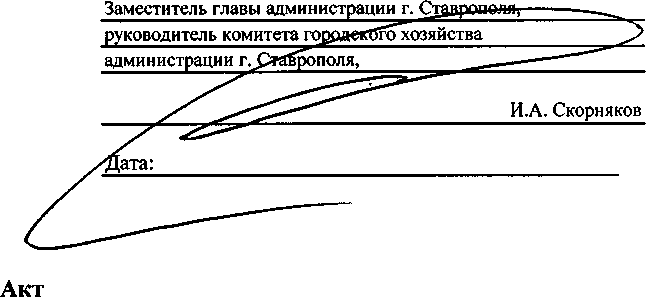 Заместитель главы администрации г. Ставрополя,
руководитель комитета городского хозяйства
администрации г. Ставрополя,
И.А. Скорняков
Дата:
Акт